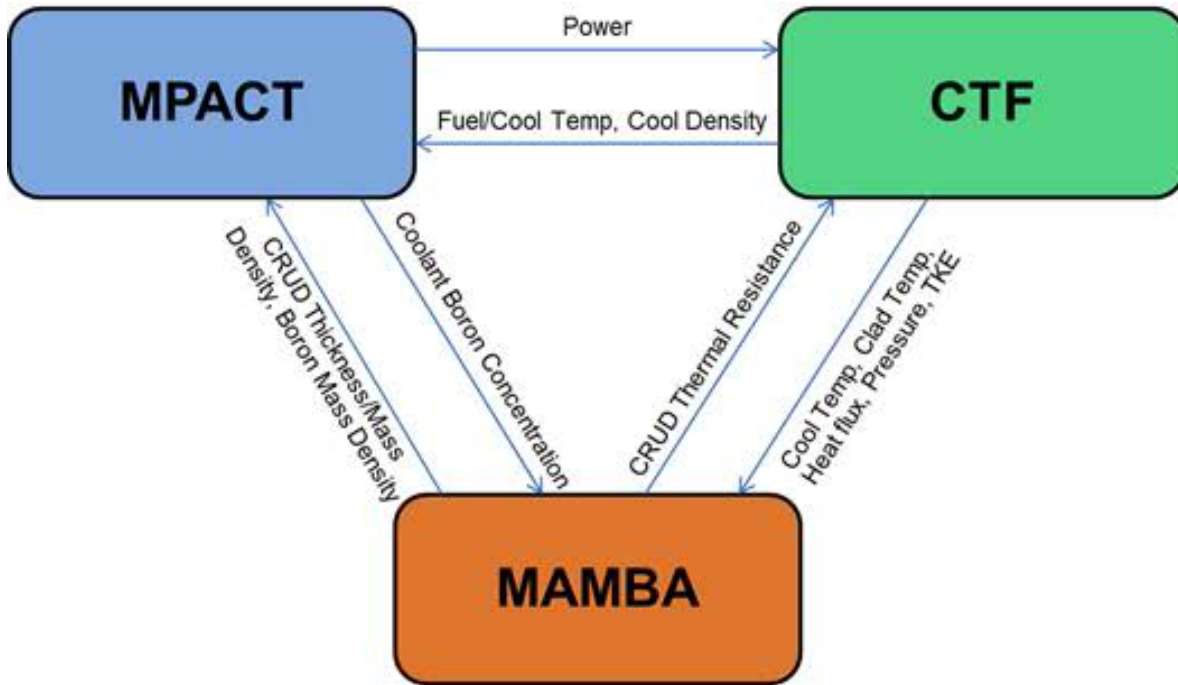 Power
MPACT
CTF
Fuel/Cool Temp, Cool Density
CRUD Thickness/Mass
Density, Boron Mass Density
Coolant Boron Concentration
CRUD Thermal Resistance
Cool Temp, Clad Temp,
Heat flux, Pressure, TKE
MAMBA